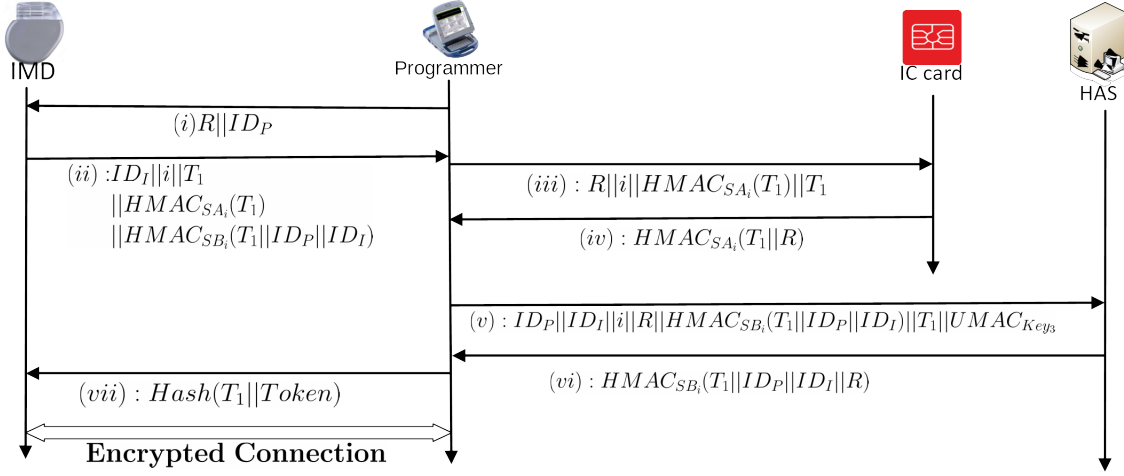 IMD
Programmer
IC card
HAS
(i)R||ID_P
(ii) :ID_I||i||T_1
||HMAC_{SA_i}(T_1)
||HMAC_{SB_i}(T_1||ID_P||ID_I)
(iii) : R||i||HMAC_{SA_i}(T_1)||T_1
(iv) : HMAC_{SA_i}(T_1||R)
(v) : ID_P||ID_I||i||R||HMAC_{SB_i}(T_1||ID_P||ID_I)||T_1||UMAC_{Key_3}
(vi) : HMAC_{SB_i}(T_1||ID_P||ID_I||R)
(vii) : Hash(T_1||Token)
Encrypted Connection